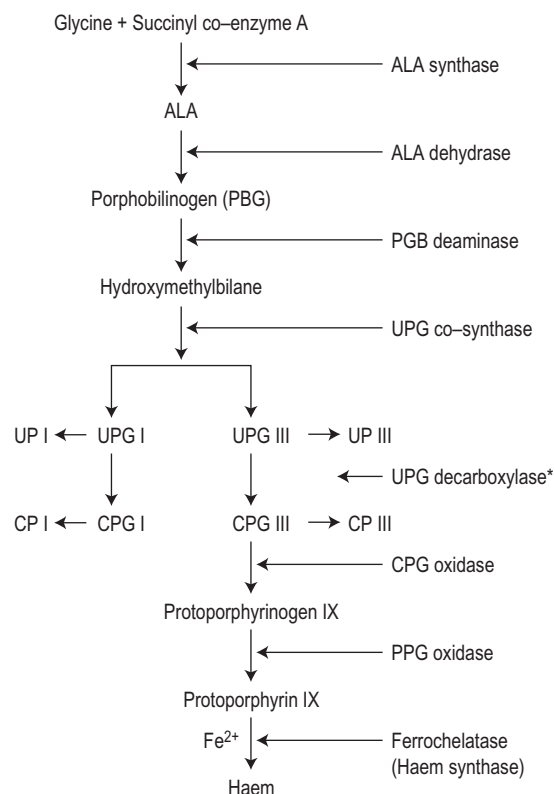 Glycine + Succinyl co–enzyme A
ALA synthase
ALA
ALA dehydrase
Porphobilinogen (PBG)
PGB deaminase
Hydroxymethylbilane
UPG co–synthase
UP I UPG I UPG III UP III
UPG decarboxylase*
CP I CPG I CPG III CP III
CPG oxidase
Protoporphyrinogen IX
PPG oxidase
Protoporphyrin IX
Fe²⁺ Ferrochelatase
(Haem synthase)
Haem